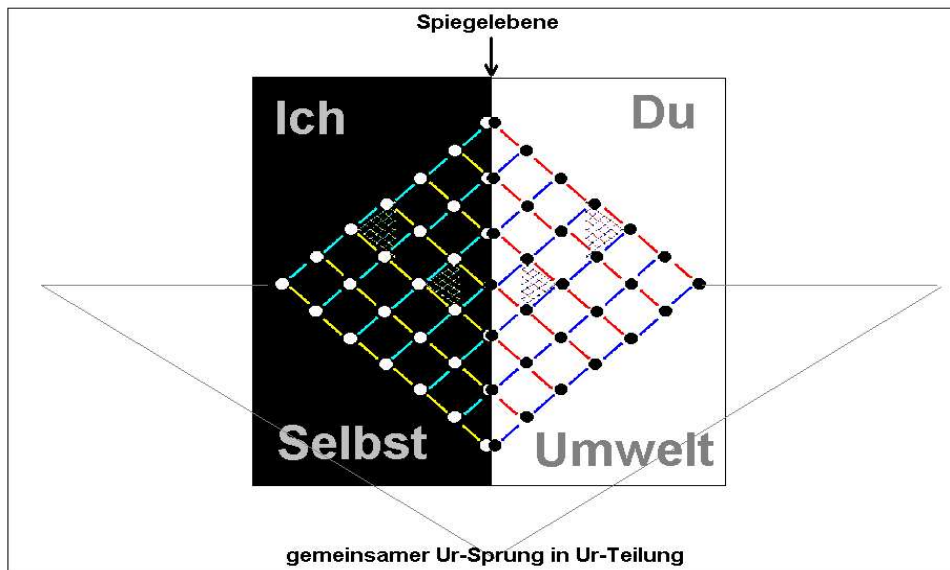 Spiegelebene
Ich
Du
Selbst
Umwelt
gemeinsamer Ur-Sprung in Ur-Teilung